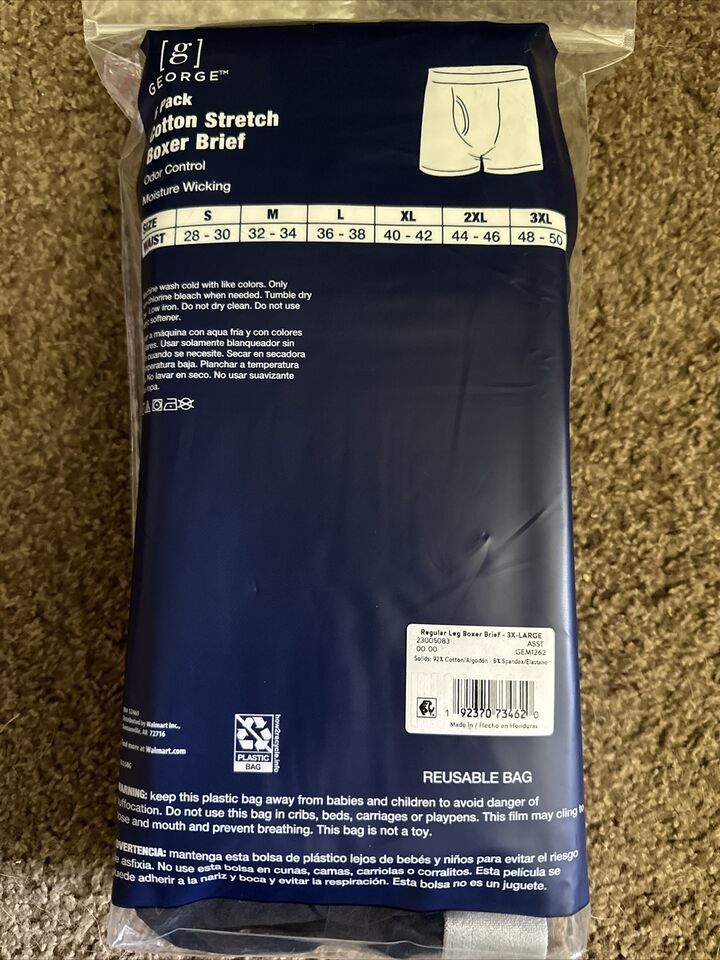 [g]
GEORGE™
Pack
Cotton Stretch
Boxer Brief
Odor Control
Moisture Wicking
SIZE S M L XL 2XL 3XL
WAIST 28 - 30 32 - 34 36 - 38 40 - 42 44 - 46 48 - 50
wash cold with like colors. Only
bleach when needed. Tumble dry
Low iron. Do not dry clean. Do not use
softener.
a máquina con agua fría y con colores
Usar solamente blanqueador sin
cuando se necesite. Secar en secadora
baja. Planchar a temperatura
No lavar en seco. No usar suavizante
Regular Leg Boxer Brief - 3X-LARGE
23005083 ASST
00-00 GEM1262
Solids: 92% Cotton/Algodón - 8% Spandex/Elastano
1 92370 73462 0
Made In / Hecho en Honduras
by Walmart Inc.,
AR 72716
more at Walmart.com
how2recycle.info
PLASTIC
BAG
REUSABLE BAG
WARNING: keep this plastic bag away from babies and children to avoid danger of
suffocation. Do not use this bag in cribs, beds, carriages or playpens. This film may cling to
nose and mouth and prevent breathing. This bag is not a toy.
ADVERTENCIA: mantenga esta bolsa de plástico lejos de bebés y niños para evitar el riesgo
de asfixia. No use esta bolsa en cunas, camas, carriolas o corralitos. Esta película se
puede adherir a la nariz y boca y evitar la respiración. Esta bolsa no es un juguete.